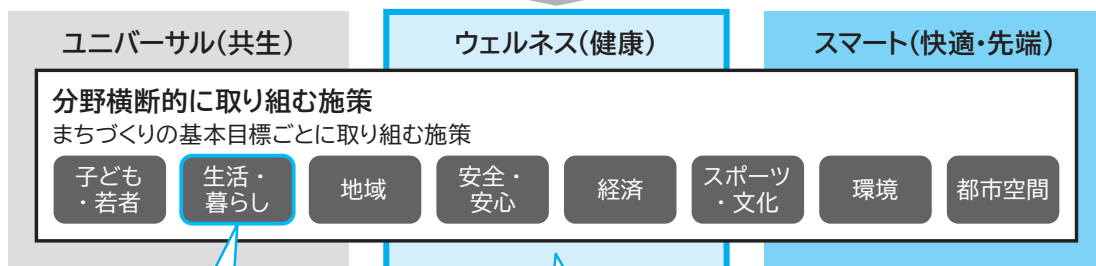 ユニバーサル(共生)
ウェルネス(健康)
スマート(快適・先端)
分野横断的に取り組む施策
まちづくりの基本目標ごとに取り組む施策
子ども
・若者
生活・
暮らし
地域
安全・
安心
経済
スポーツ
・文化
環境
都市空間